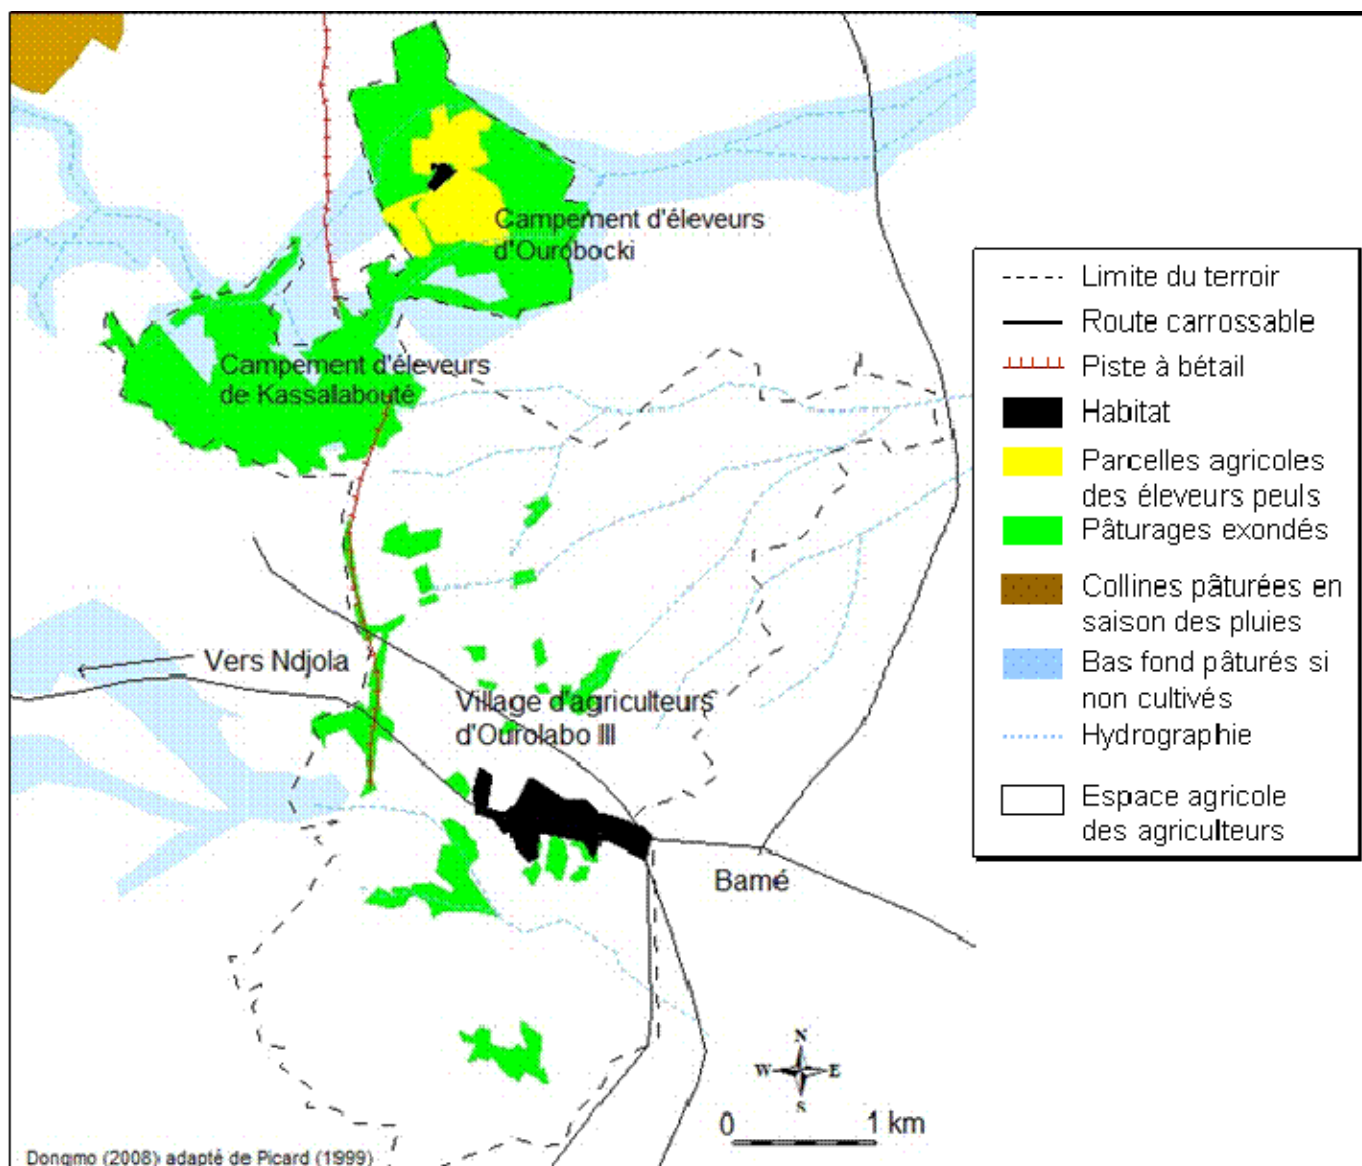 Campement d'éleveurs
d'Ourobocki
Campement d'éleveurs
de Kassalabouté
Vers Ndjola
Village d'agriculteurs
d'Ourolabo III
Bamé
N
W
E
S
0
1 km
Dongmo (2008) adapté de Picard (1999)
Limite du terroir
Route carrossable
Piste à bétail
Habitat
Parcelles agricoles
des éleveurs peuls
Pâturages exondés
Collines pâturées en
saison des pluies
Bas fond pâturés si
non cultivés
Hydrographie
Espace agricole
des agriculteurs